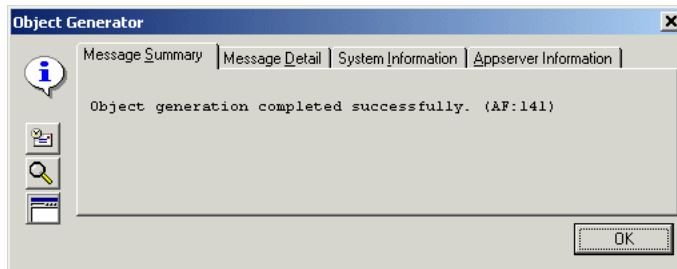 Object Generator
Message Summary Message Detail System Information Appserver Information
Object generation completed successfully. (AF:141)
OK